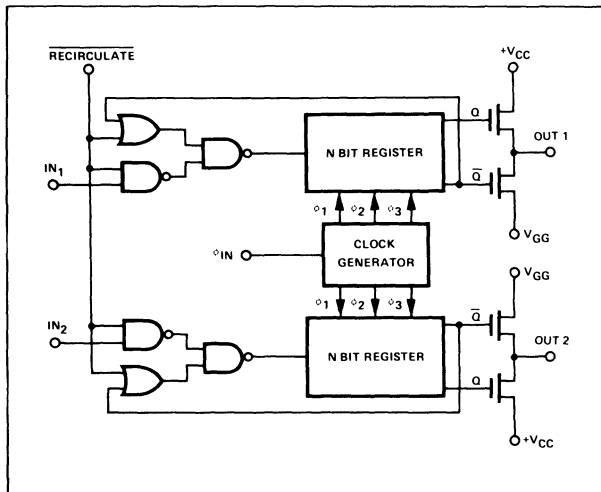 RECIRCULATE
+VCC
Q
OUT 1
IN1
N BIT REGISTER
Q̅
ϕ1 ϕ2 ϕ3
VGG
ϕIN
CLOCK
GENERATOR
VGG
ϕ1 ϕ2 ϕ3
Q̅
IN2
N BIT REGISTER
OUT 2
Q
+VCC